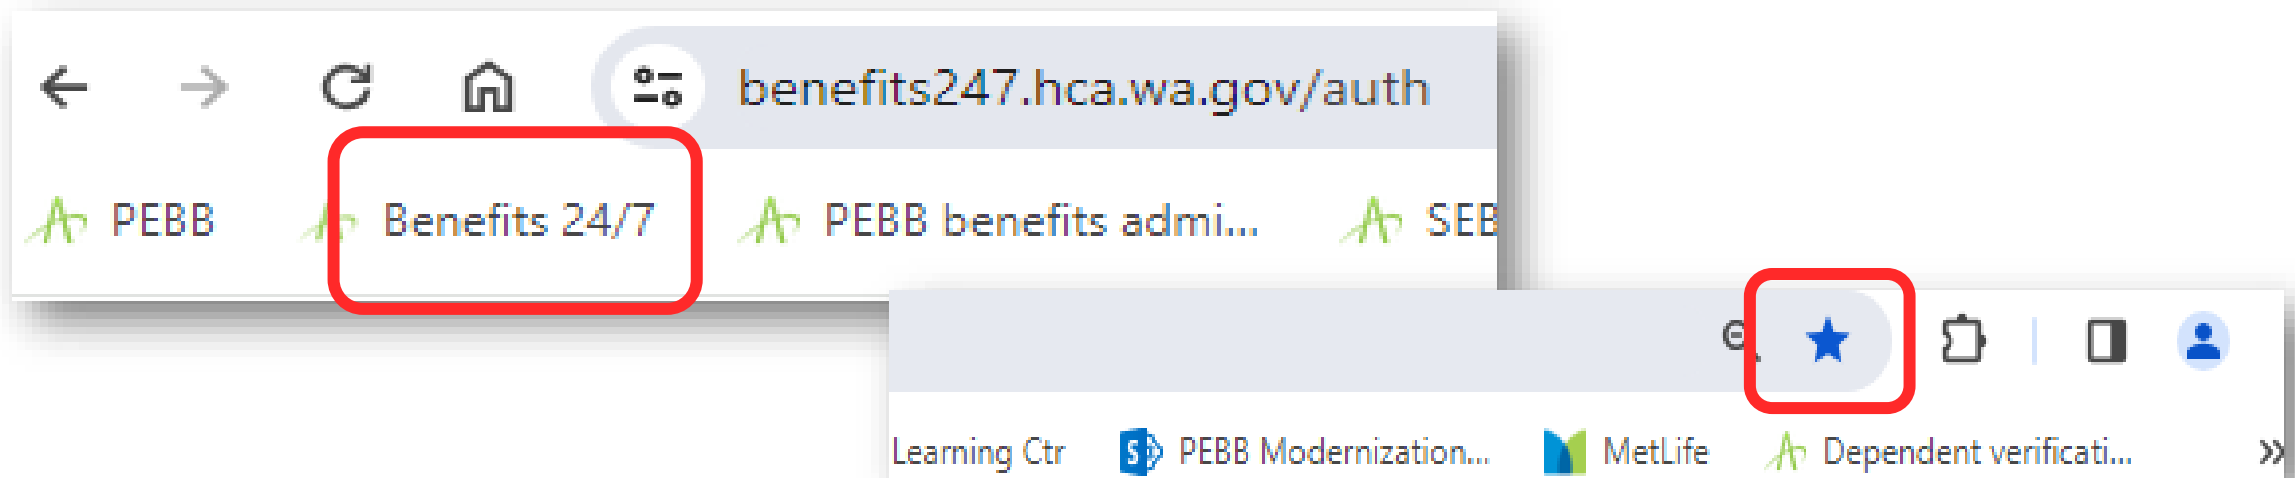 benefits247.hca.wa.gov/auth
PEBB Benefits 24/7 PEBB benefits admi... SEB
Learning Ctr PEBB Modernization... MetLife Dependent verificati... »